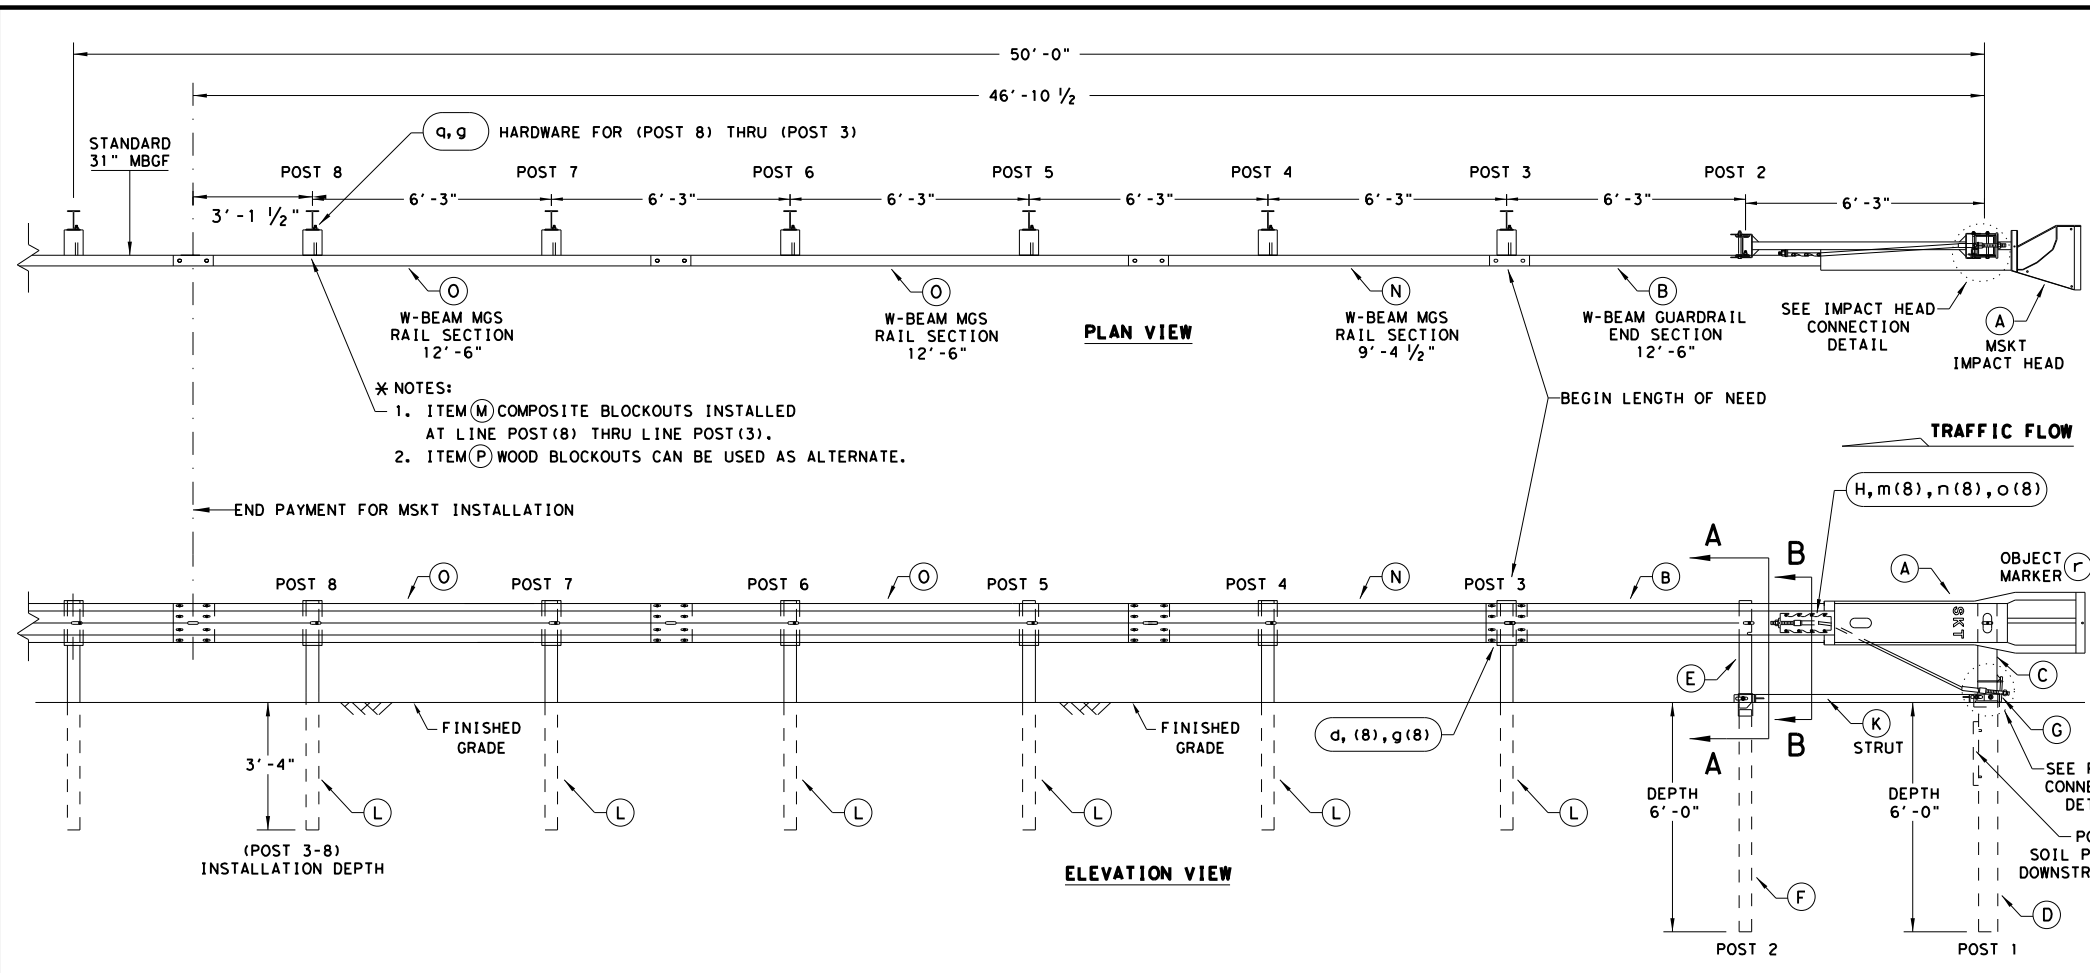 50'-0"
46'-10 1/2
STANDARD
31" MBGF
q,g HARDWARE FOR (POST 8) THRU (POST 3)
POST 8
POST 7
POST 6
POST 5
POST 4
POST 3
POST 2
3'-1 1/2"
6'-3"
6'-3"
6'-3"
6'-3"
6'-3"
6'-3"
6'-3"
O
W-BEAM MGS
RAIL SECTION
12'-6"
O
W-BEAM MGS
RAIL SECTION
12'-6"
PLAN VIEW
N
W-BEAM MGS
RAIL SECTION
9'-4 1/2"
B
W-BEAM GUARDRAIL
END SECTION
12'-6"
SEE IMPACT HEAD
CONNECTION
DETAIL
A
MSKT
IMPACT HEAD
* NOTES:
1. ITEM M COMPOSITE BLOCKOUTS INSTALLED
AT LINE POST(8) THRU LINE POST(3).
2. ITEM P WOOD BLOCKOUTS CAN BE USED AS ALTERNATE.
BEGIN LENGTH OF NEED
TRAFFIC FLOW
END PAYMENT FOR MSKT INSTALLATION
H,m(8),n(8),o(8)
POST 8
O
POST 7
POST 6
O
POST 5
POST 4
N
POST 3
B
A
B
A
OBJECT
MARKER r
SKT
E
C
G
K
STRUT
FINISHED
GRADE
FINISHED
GRADE
d,(8),g(8)
A
B
3'-4"
L
L
L
L
L
L
(POST 3-8)
INSTALLATION DEPTH
DEPTH
6'-0"
DEPTH
6'-0"
SEE
CONNE
DET
PO
SOIL P
DOWNSTR
F
D
ELEVATION VIEW
POST 2
POST 1